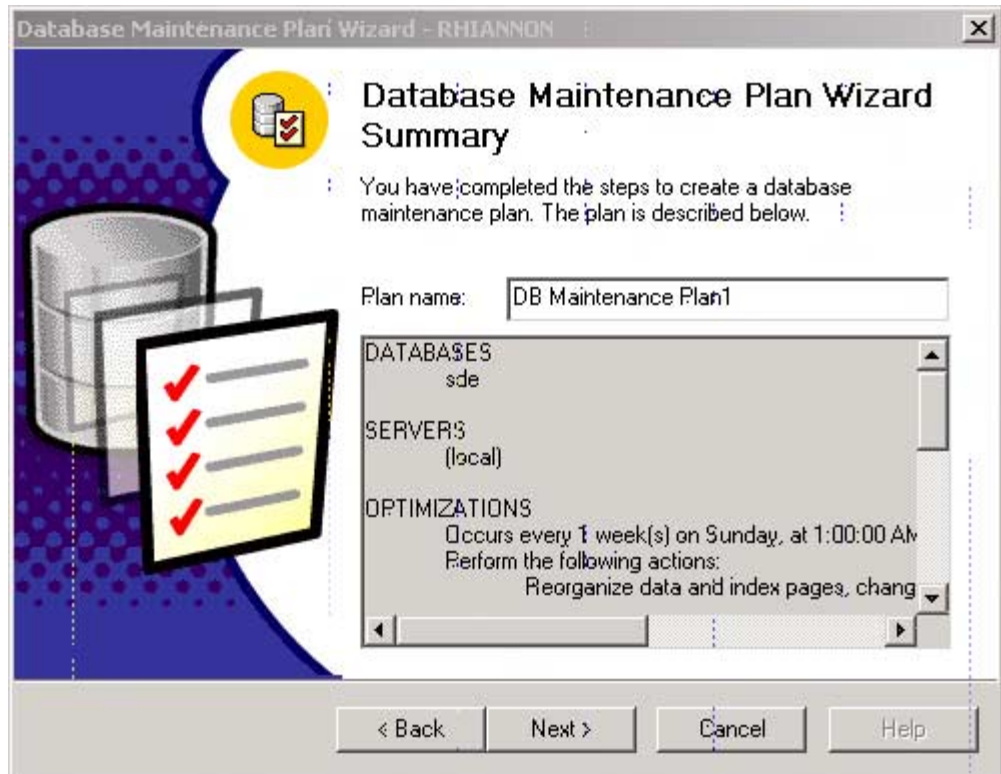 Database Maintenance Plan Wizard - RHIANNON
Database Maintenance Plan Wizard
Summary
You have completed the steps to create a database
maintenance plan. The plan is described below.
Plan name: DB Maintenance Plan1
DATABASES
sde
SERVERS
(local)
OPTIMIZATIONS
Occurs every 1 week(s) on Sunday, at 1:00:00 AM
Perform the following actions:
Reorganize data and index pages, chang
< Back Next > Cancel Help